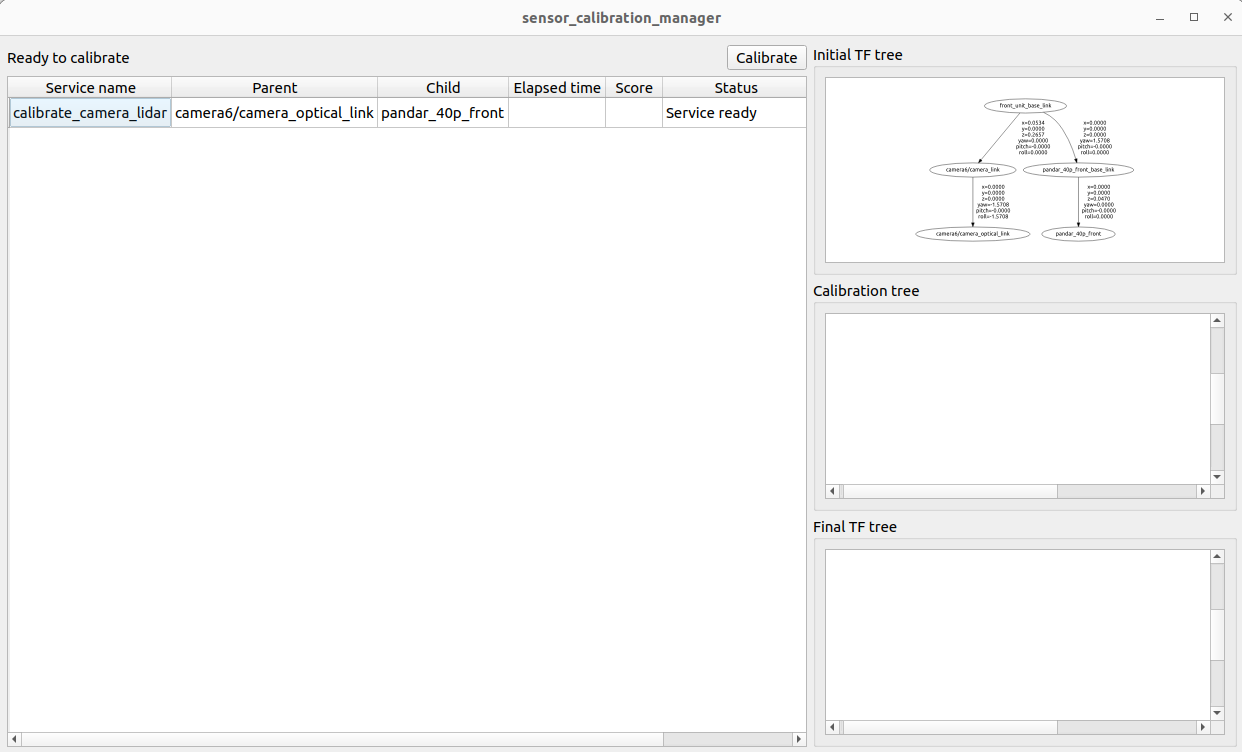 sensor_calibration_manager
Ready to calibrate
Calibrate
Service name Parent Child Elapsed time Score Status
calibrate_camera_lidar camera6/camera_optical_link pandar_40p_front Service ready
Initial TF tree
front_unit_base_link
x=0.0534
y=0.0000
z=0.2657
yaw=0.0000
pitch=-0.0000
roll=0.0000
x=0.0000
y=0.0000
z=0.0000
yaw=1.5708
pitch=-0.0000
roll=0.0000
camera6/camera_link
pandar_40p_front_base_link
x=0.0000
y=0.0000
z=0.0000
yaw=-1.5708
pitch=-0.0000
roll=-1.5708
x=0.0000
y=0.0000
z=0.0470
yaw=0.0000
pitch=-0.0000
roll=0.0000
camera6/camera_optical_link
pandar_40p_front
Calibration tree
Final TF tree